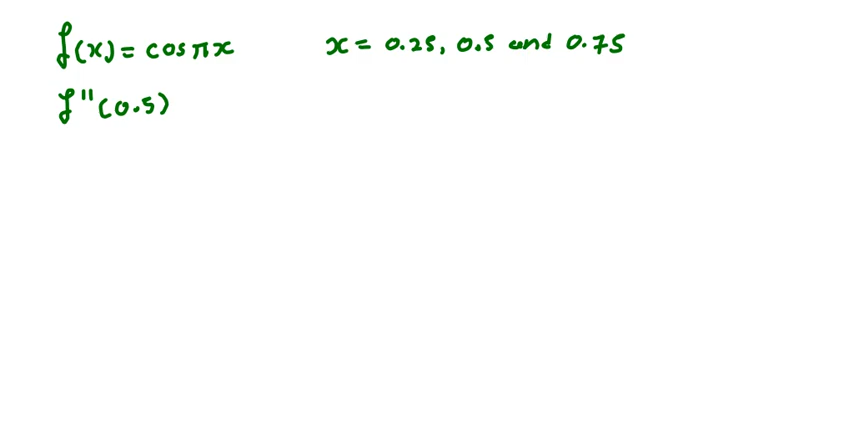 f(x) = cos πx    x = 0.25, 0.5 and 0.75
f"(0.5)